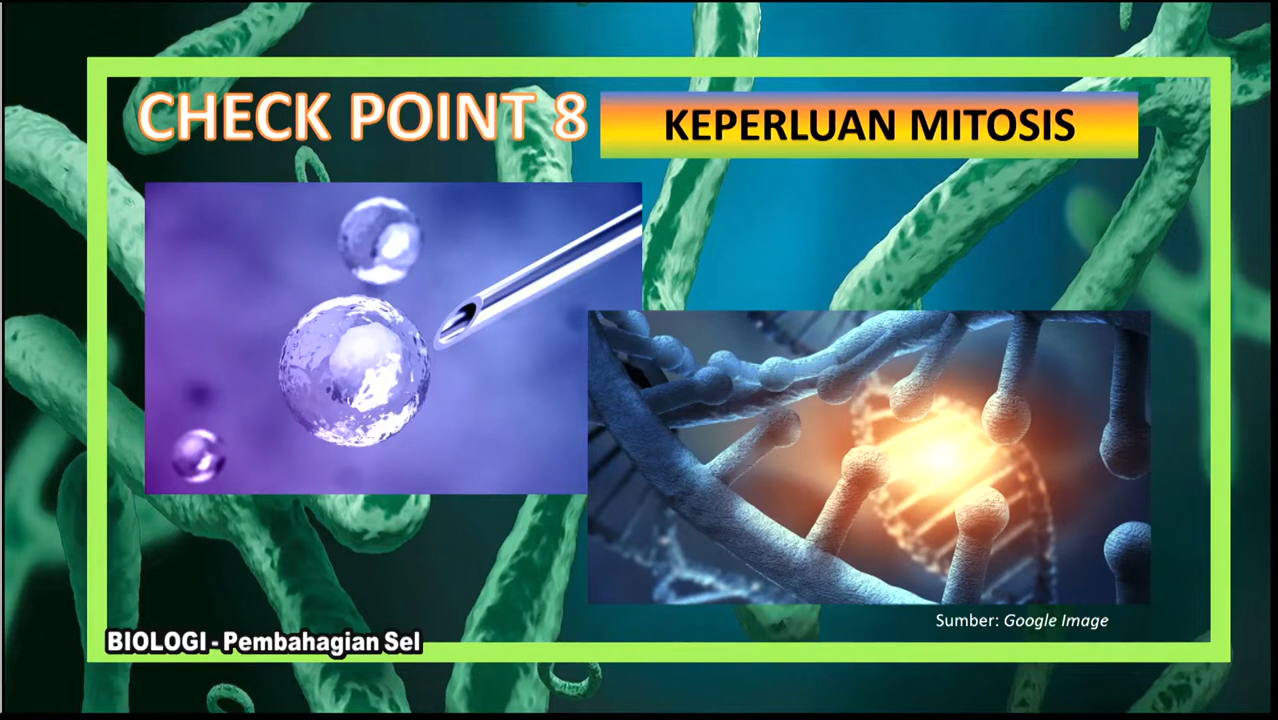 CHECK POINT 8
KEPERLUAN MITOSIS
Sumber: Google Image
BIOLOGI - Pembahagian Sel